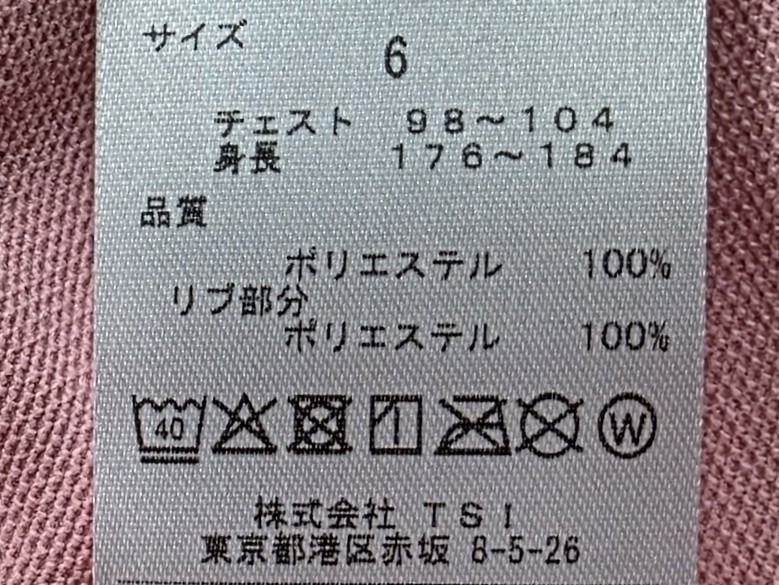 サイズ 6
チェスト 98～104
身長 176～184
品質
ポリエステル 100%
リブ部分
ポリエステル 100%
40 W
株式会社 TSI
東京都港区赤坂 8-5-26